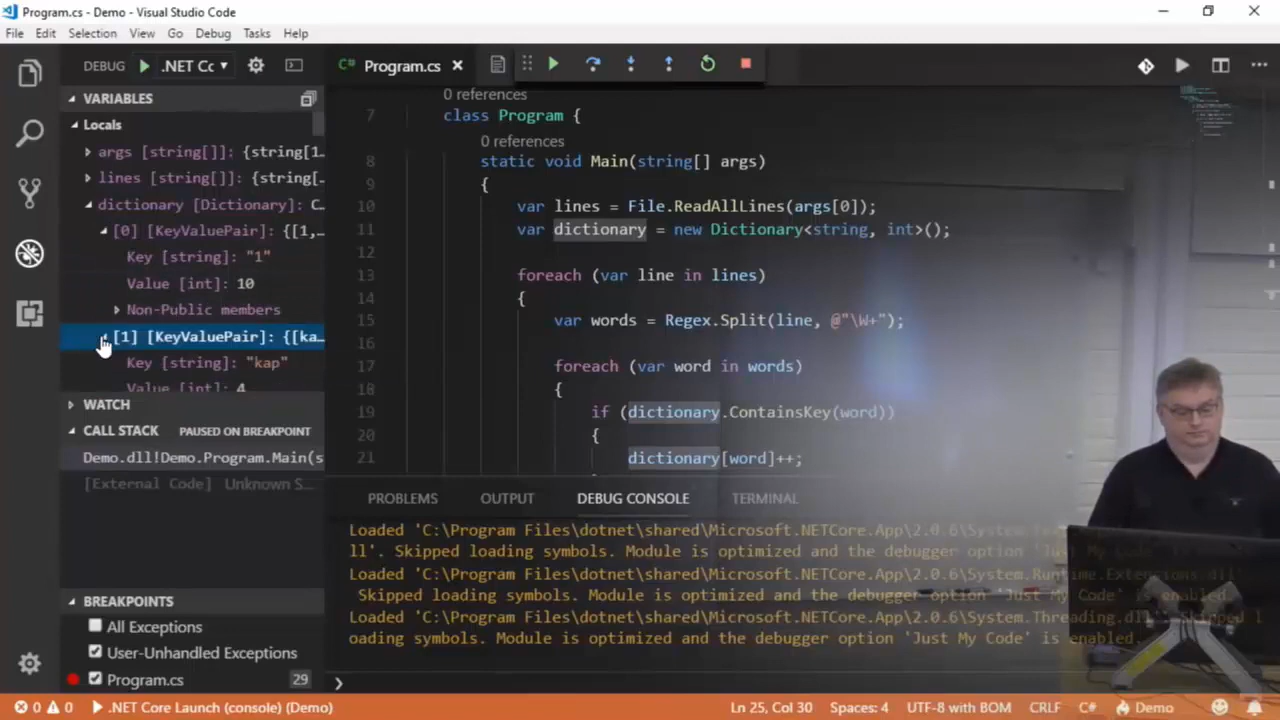 Program.cs - Demo - Visual Studio Code
File Edit Selection View Go Debug Tasks Help
DEBUG .NET Cc
Program.cs
VARIABLES
Locals
args [string[]]: {string[1…
lines [string[]]: {string…
dictionary [Dictionary]: C…
[0] [KeyValuePair]: {[1,…
Key [string]: "1"
Value [int]: 10
Non-Public members
[1] [KeyValuePair]: {[ka…
Key [string]: "kap"
Value [int]: 4
WATCH
CALL STACK PAUSED ON BREAKPOINT
Demo.dll!Demo.Program.Main(s
[External Code] Unknown S…
BREAKPOINTS
All Exceptions
User-Unhandled Exceptions
Program.cs 29
0 references
7 class Program {
0 references
8 static void Main(string[] args)
9 {
10 var lines = File.ReadAllLines(args[0]);
11 var dictionary = new Dictionary<string, int>();
12
13 foreach (var line in lines)
14 {
15 var words = Regex.Split(line, @"\W+");
16
17 foreach (var word in words)
18 {
19 if (dictionary.ContainsKey(word))
20 {
21 dictionary[word]++;
PROBLEMS OUTPUT DEBUG CONSOLE TERMINAL
Loaded 'C:\Program Files\dotnet\shared\Microsoft.NETCore.App\2.0.6\System.
ll'. Skipped loading symbols. Module is optimized and the debugger option 'Just My Code' is
Loaded 'C:\Program Files\dotnet\shared\Microsoft.NETCore.App\2.0.6\System.Runtime.Extensions.dll'
Skipped loading symbols. Module is optimized and the debugger option 'Just My Code' is enabled.
Loaded 'C:\Program Files\dotnet\shared\Microsoft.NETCore.App\2.0.6\System.Threading.dll'. Skipped l
oading symbols. Module is optimized and the debugger option 'Just My Code' is enabled.
❯
0 0 .NET Core Launch (console) (Demo) Ln 25, Col 30 Spaces: 4 UTF-8 with BOM CRLF C# Demo